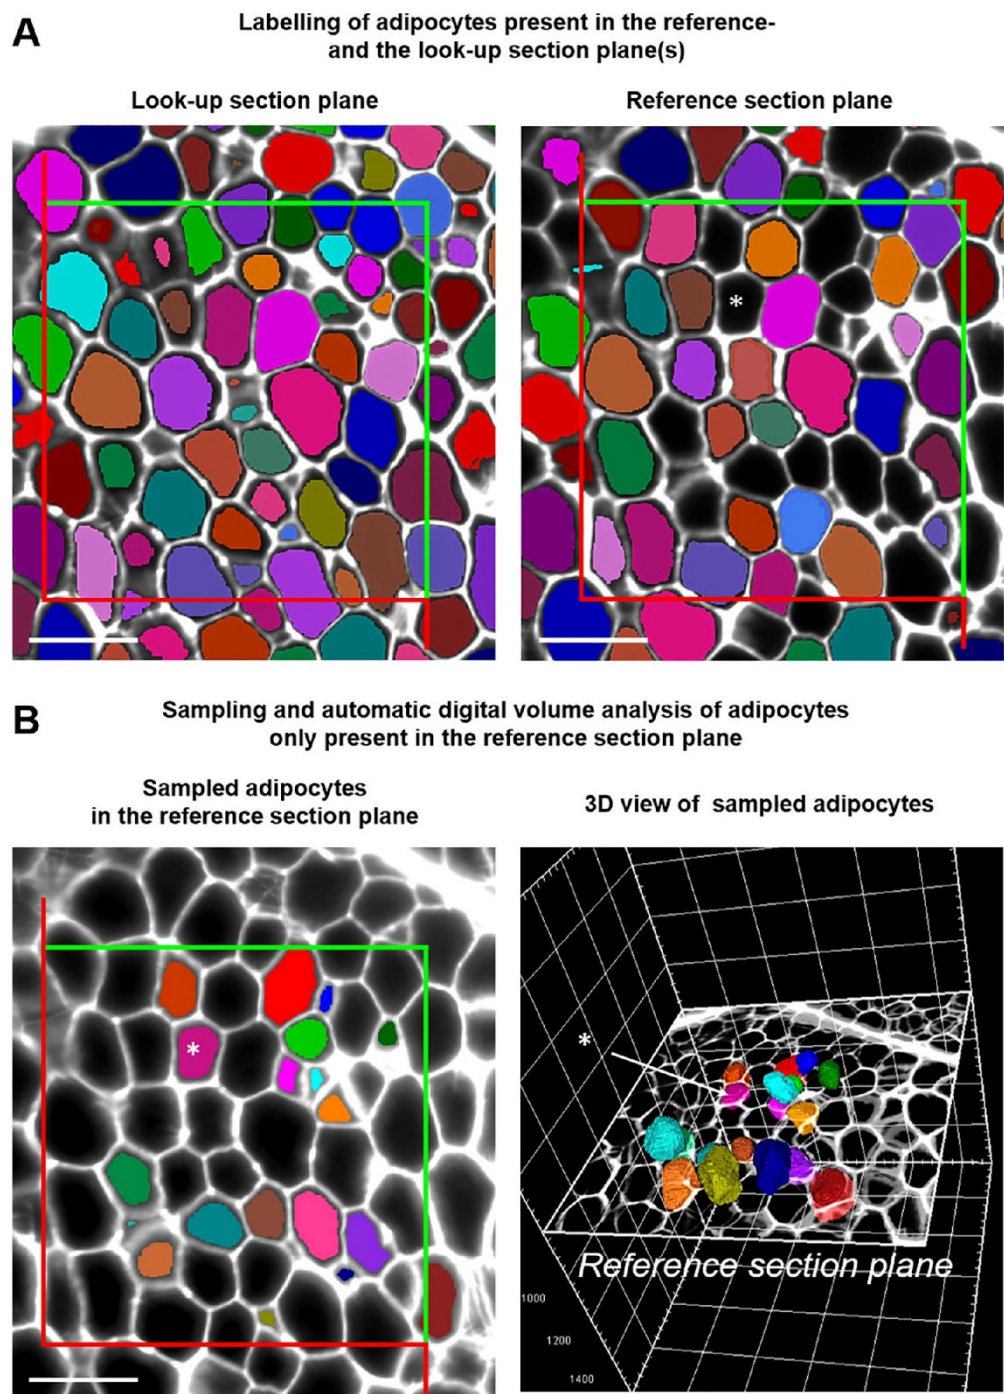 A
Labelling of adipocytes present in the reference-
and the look-up section plane(s)
Look-up section plane
Reference section plane
*
B
Sampling and automatic digital volume analysis of adipocytes
only present in the reference section plane
Sampled adipocytes
in the reference section plane
3D view of sampled adipocytes
*
*
Reference section plane
1000
1200
1400